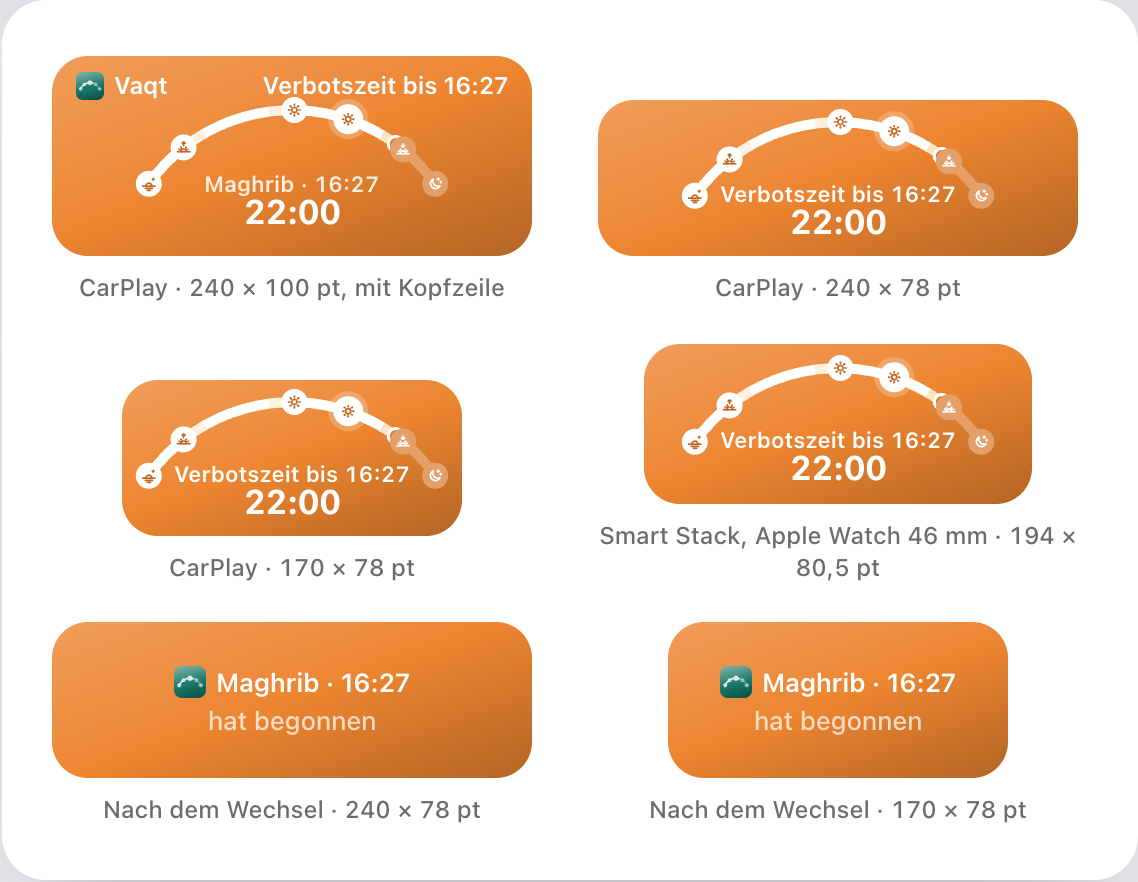 Vaqt
Verbotszeit bis 16:27
Maghrib · 16:27
22:00
CarPlay · 240 × 100 pt, mit Kopfzeile
Verbotszeit bis 16:27
22:00
CarPlay · 240 × 78 pt
Verbotszeit bis 16:27
22:00
CarPlay · 170 × 78 pt
Verbotszeit bis 16:27
22:00
Smart Stack, Apple Watch 46 mm · 194 ×
80,5 pt
Maghrib · 16:27
hat begonnen
Nach dem Wechsel · 240 × 78 pt
Maghrib · 16:27
hat begonnen
Nach dem Wechsel · 170 × 78 pt